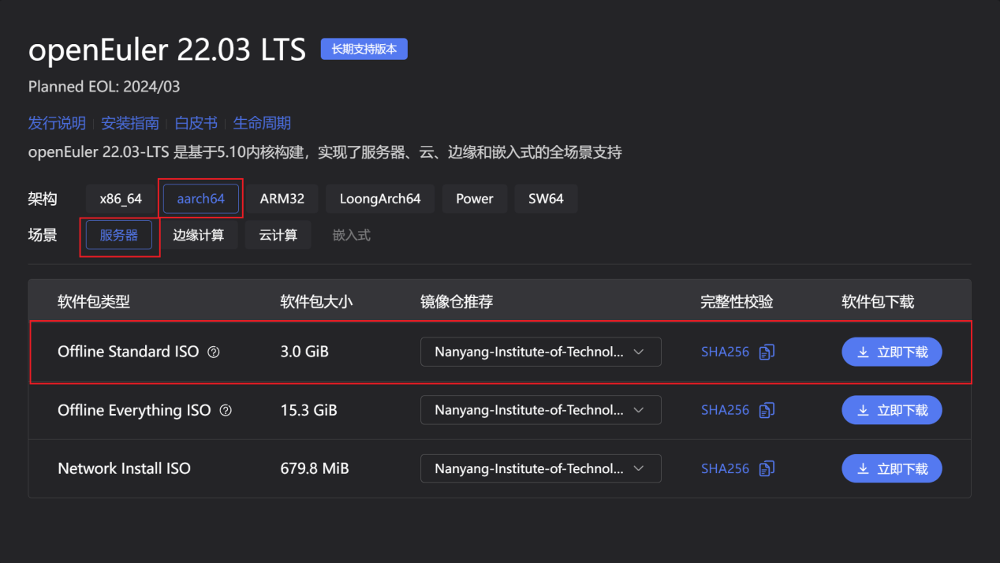 openEuler 22.03 LTS 长期支持版本
Planned EOL: 2024/03
发行说明 | 安装指南 | 白皮书 | 生命周期
openEuler 22.03-LTS 是基于5.10内核构建，实现了服务器、云、边缘和嵌入式的全场景支持
架构 x86_64 aarch64 ARM32 LoongArch64 Power SW64
场景 服务器 边缘计算 云计算 嵌入式
软件包类型 软件包大小 镜像仓推荐 完整性校验 软件包下载
Offline Standard ISO 3.0 GiB Nanyang-Institute-of-Technol... SHA256 立即下载
Offline Everything ISO 15.3 GiB Nanyang-Institute-of-Technol... SHA256 立即下载
Network Install ISO 679.8 MiB Nanyang-Institute-of-Technol... SHA256 立即下载